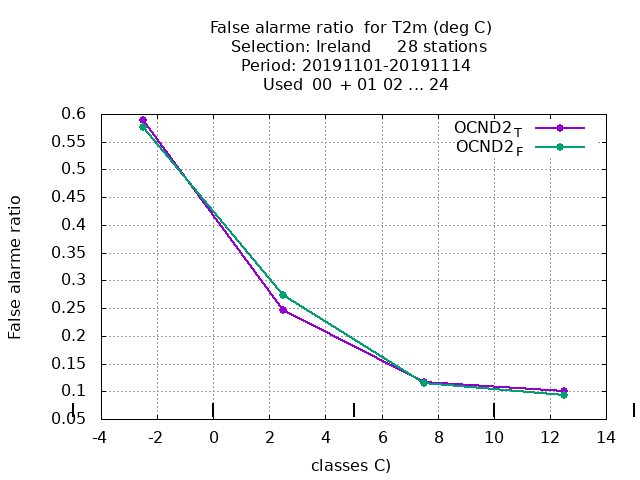 False alarme ratio  for T2m (deg C)
Selection: Ireland     28 stations
Period: 20191101-20191114
Used  00 + 01 02 ... 24
OCND2T
OCND2F
False alarme ratio
0.6
0.55
0.5
0.45
0.4
0.35
0.3
0.25
0.2
0.15
0.1
0.05
-4 -2 0 2 4 6 8 10 12 14
classes C)